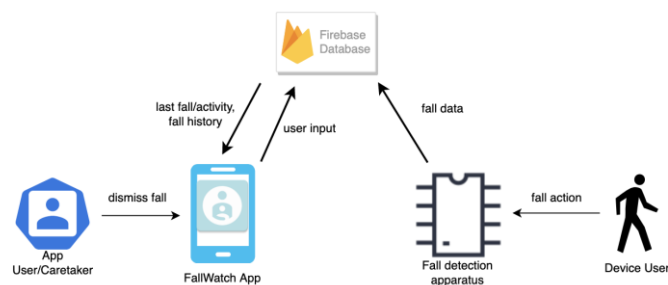 Firebase
Database
last fall/activity,
fall history
user input
fall data
dismiss fall
fall action
App
User/Caretaker
FallWatch App
Fall detection
apparatus
Device User